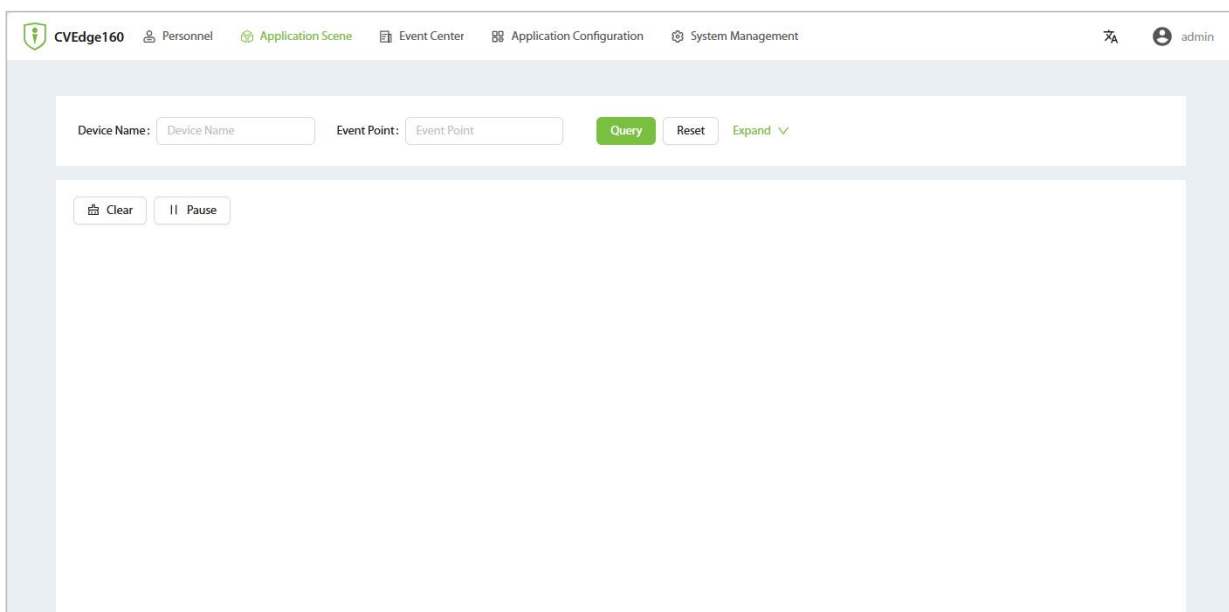 CVEdge160 Personnel Application Scene Event Center Application Configuration System Management admin
Device Name: Device Name Event Point: Event Point Query Reset Expand
Clear Pause